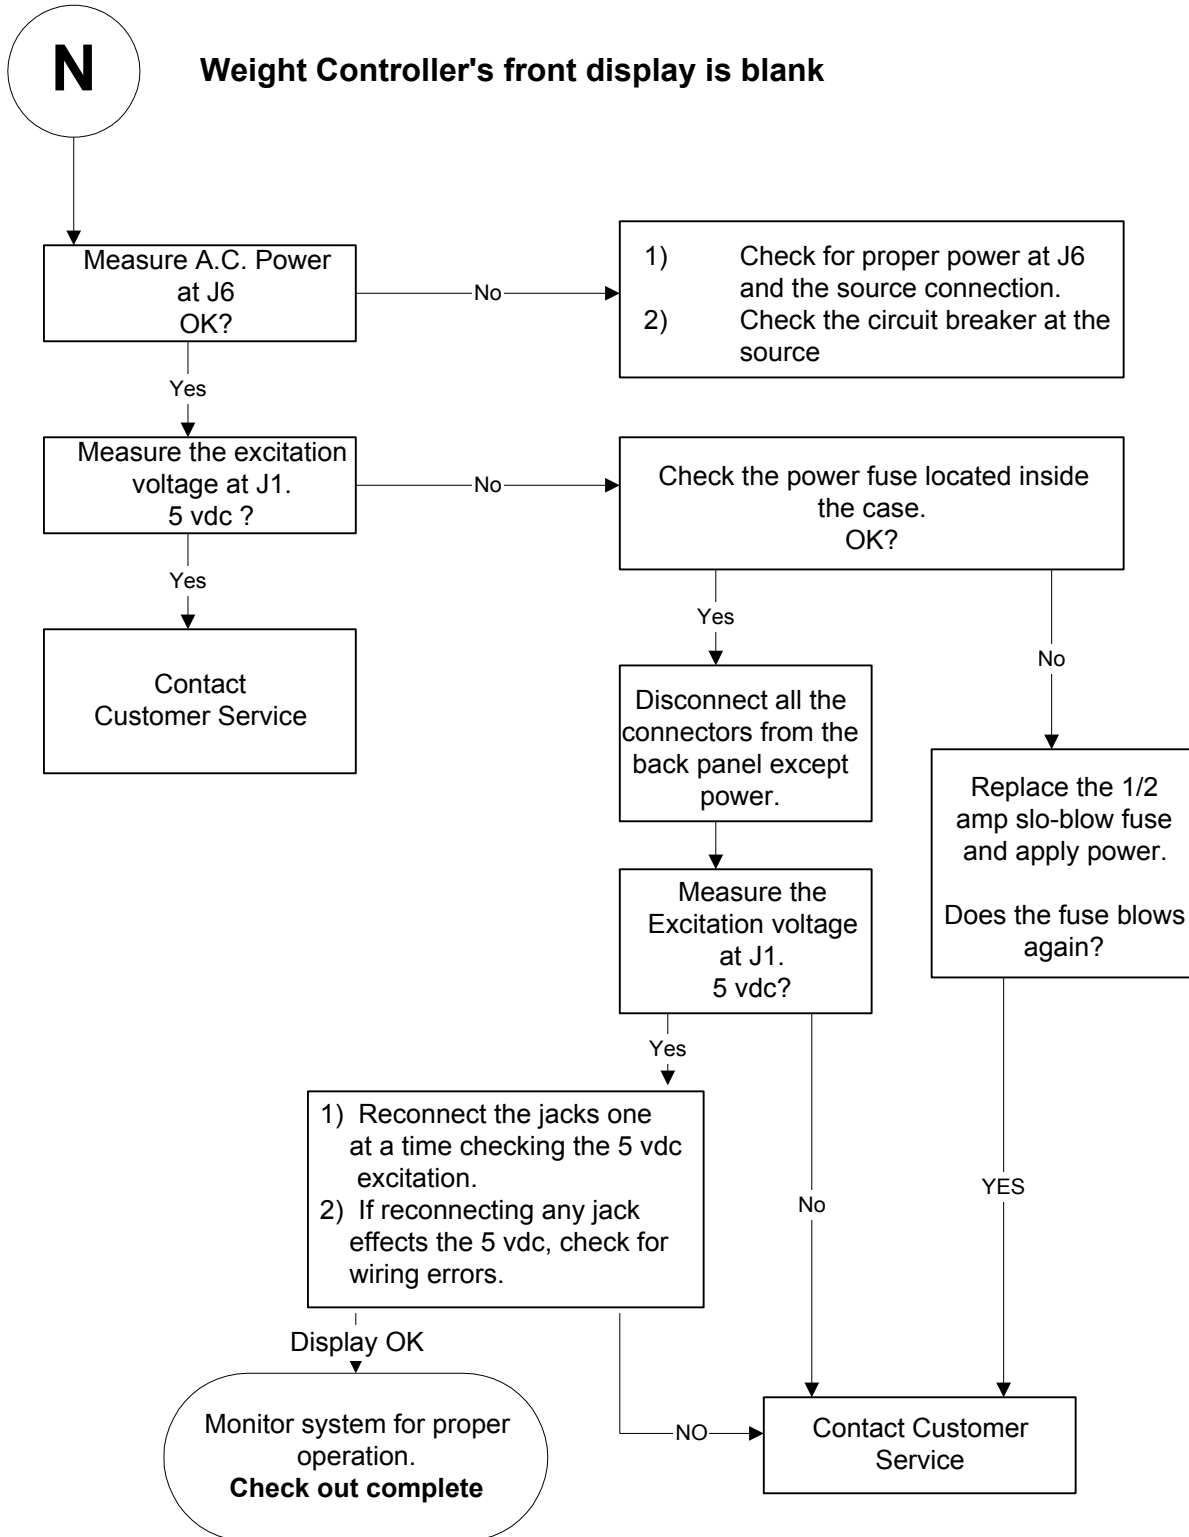 N
Weight Controller's front display is blank
Measure A.C. Power
at J6
OK?
No
1) Check for proper power at J6
and the source connection.
2) Check the circuit breaker at the
source
Yes
Measure the excitation
voltage at J1.
5 vdc ?
No
Check the power fuse located inside
the case.
OK?
Yes
Contact
Customer Service
Yes
No
Disconnect all the
connectors from the
back panel except
power.
Replace the 1/2
amp slo-blow fuse
and apply power.
Does the fuse blows
again?
Measure the
Excitation voltage
at J1.
5 vdc?
Yes
No
YES
1) Reconnect the jacks one
at a time checking the 5 vdc
excitation.
2) If reconnecting any jack
effects the 5 vdc, check for
wiring errors.
Display OK
NO
Monitor system for proper
operation.
Check out complete
Contact Customer
Service